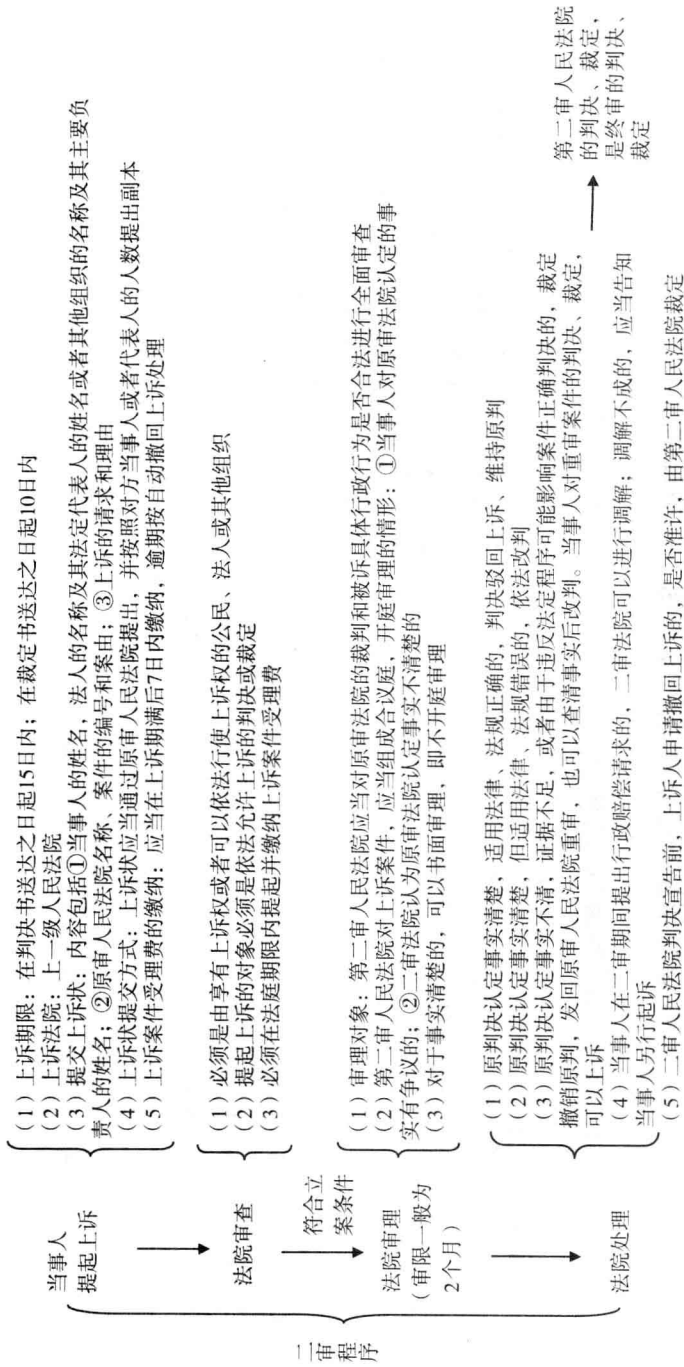 二审程序
当事人
提起上诉
(1)上诉期限：在判决书送达之日起15日内；在裁定书送达之日起10日内
(2)上诉法院：上一级人民法院
(3)提交上诉状：内容包括①当事人的姓名，法人的名称及其法定代表人的姓名或者其他组织的名称及其主要负
责人的姓名；②原审人民法院名称、案件的编号和案由；③上诉的请求和理由
(4)上诉状提交方式：上诉状应当通过原审人民法院提出，并按照对方当事人或者代表人的人数提出副本
(5)上诉案件受理费的缴纳：应当在上诉期满后7日内缴纳，逾期按自动撤回上诉处理
法院审查
(1)必须是由享有上诉权或者可以依法行使上诉权的公民、法人或其他组织
(2)提起上诉的对象必须是依法允许上诉的判决或裁定
(3)必须在法庭期限内提起并缴纳上诉案件受理费
符合立
案条件
法院审理
(审限一般为
2个月)
(1)审理对象：第二审人民法院应当对原审法院的裁判和被诉具体行政行为是否合法进行全面审查
(2)第二审人民法院对上诉案件，应当组成合议庭，开庭审理的情形：①当事人对原审法院认定的事
实有争议的；②二审法院认为原审法院认定事实不清楚的
(3)对于事实清楚的，可以书面审理，即不开庭审理
法院处理
(1)原判决认定事实清楚，适用法律、法规正确的，判决驳回上诉、维持原判
(2)原判决认定事实清楚，但适用法律、法规错误的，依法改判
(3)原判决认定事实不清，证据不足，或者由于违反法定程序可能影响案件正确判决的，裁定
撤销原判，发回原审人民法院重审，也可以查清事实后改判。当事人对重审案件的判决、裁定，
可以上诉
(4)当事人在二审期间提出行政赔偿请求的，二审法院可以进行调解；调解不成的，应当告知
当事人另行起诉
(5)二审人民法院判决宣告前，上诉人申请撤回上诉的，是否准许，由第二审人民法院裁定
第二审人民法院
的判决、裁定，
是终审的判决、
裁定